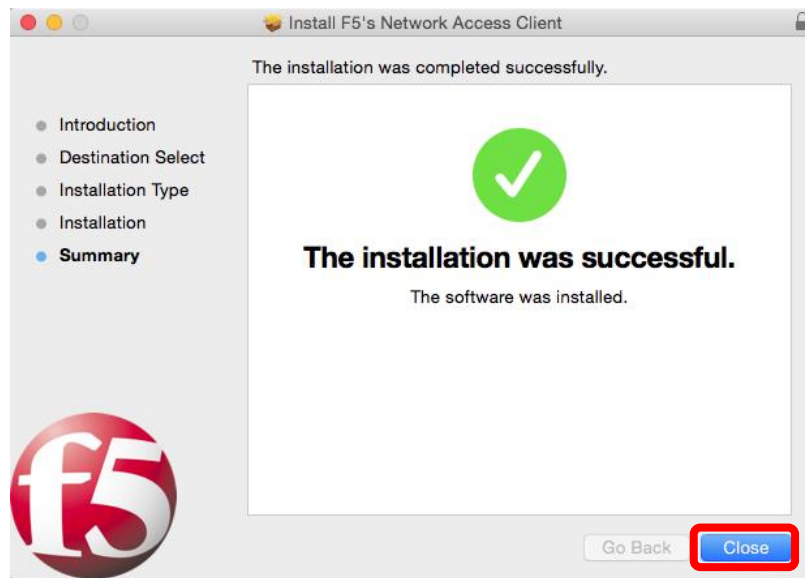 Install F5's Network Access Client
The installation was completed successfully.
Introduction
Destination Select
Installation Type
Installation
Summary
The installation was successful.
The software was installed.
f5
Go Back
Close